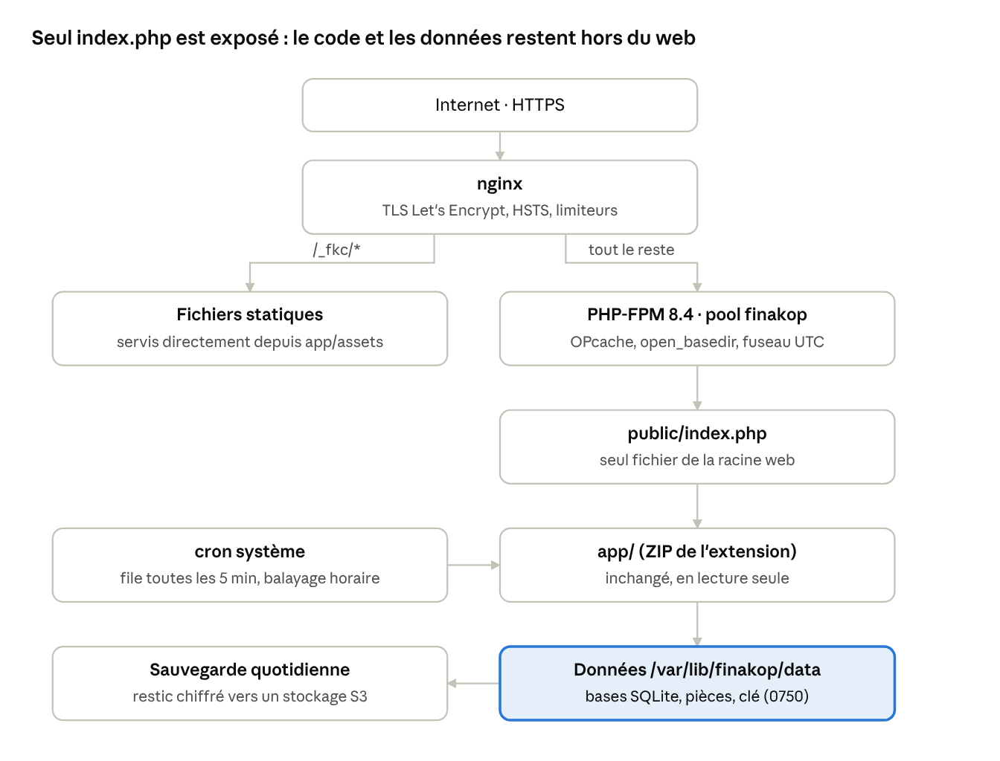 Seul index.php est exposé : le code et les données restent hors du web
Internet · HTTPS
nginx
TLS Let's Encrypt, HSTS, limiteurs
/_fkc/*
tout le reste
Fichiers statiques
servis directement depuis app/assets
PHP-FPM 8.4 · pool finakop
OPcache, open_basedir, fuseau UTC
public/index.php
seul fichier de la racine web
cron système
file toutes les 5 min, balayage horaire
app/ (ZIP de l'extension)
inchangé, en lecture seule
Sauvegarde quotidienne
restic chiffré vers un stockage S3
Données /var/lib/finakop/data
bases SQLite, pièces, clé (0750)